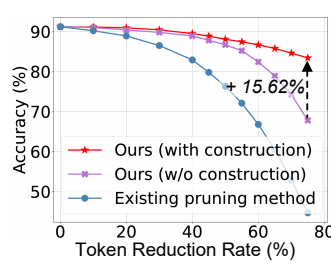 90
80
70
60
50
Accuracy (%)
+ 15.62%
Ours (with construction)
Ours (w/o construction)
Existing pruning method
0 20 40 60 80
Token Reduction Rate (%)